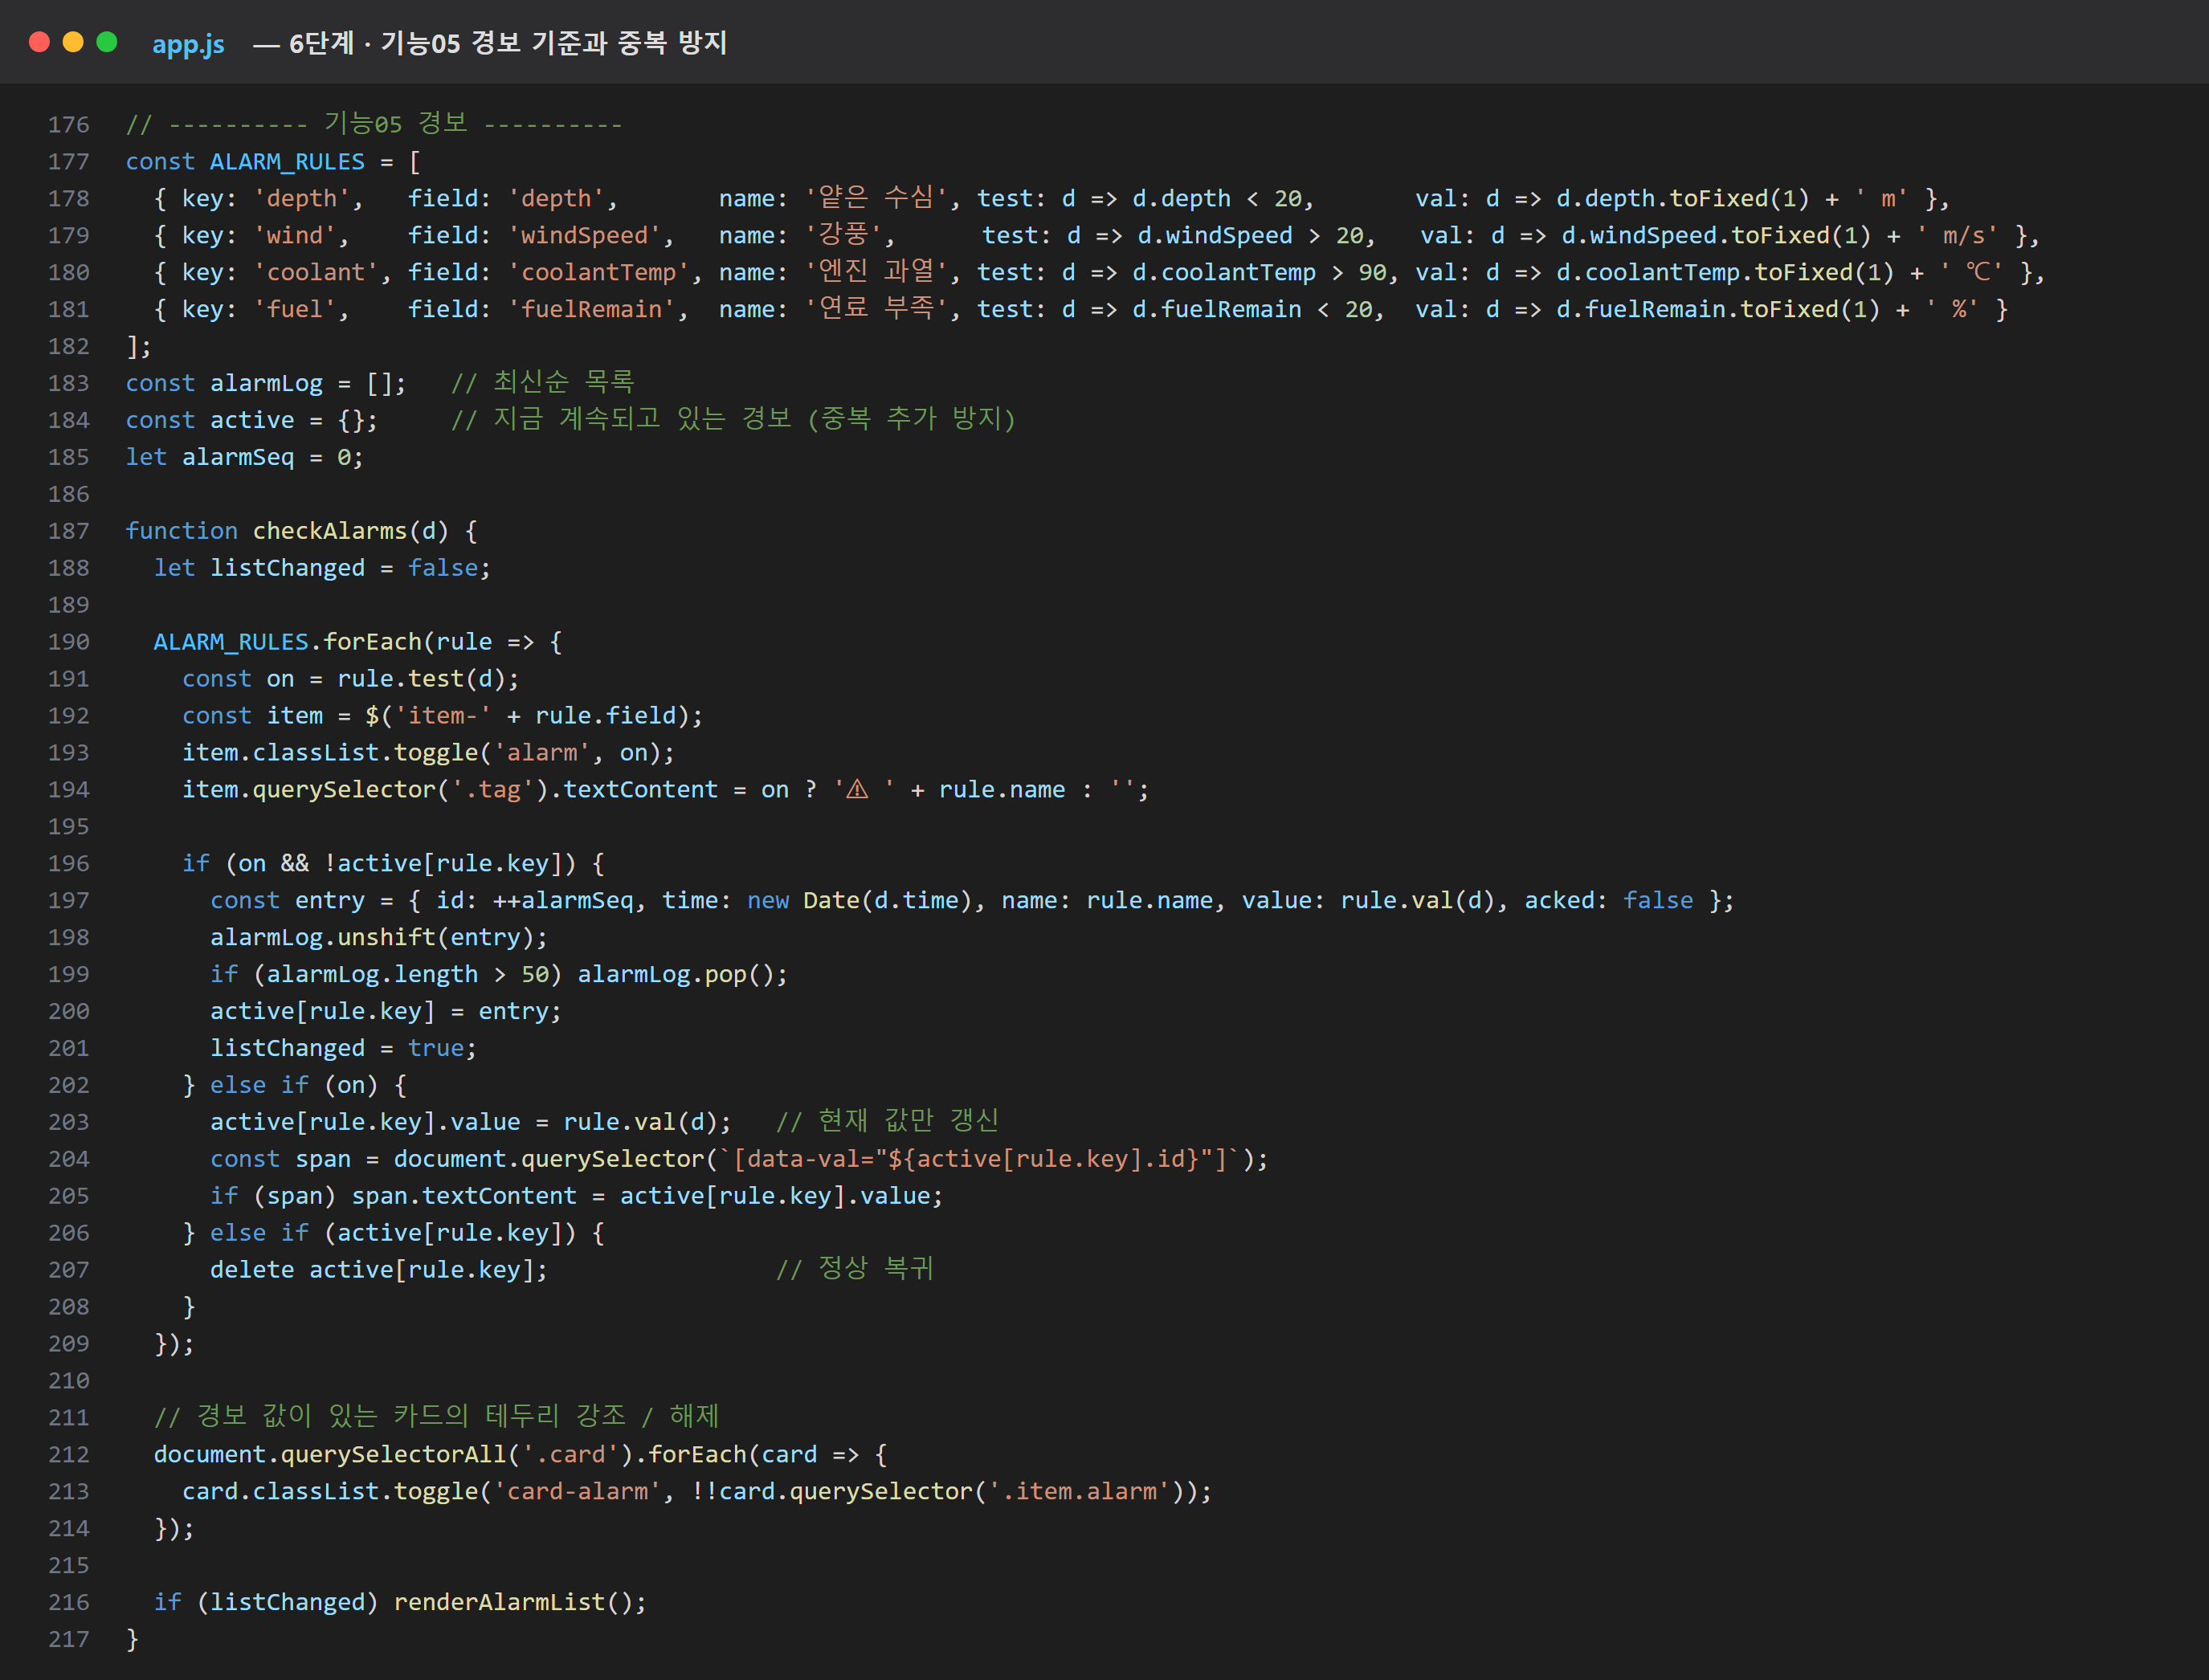 app.js — 6단계 · 기능05 경보 기준과 중복 방지
176 // ---------- 기능05 경보 ----------
177 const ALARM_RULES = [
178   { key: 'depth',   field: 'depth',       name: '얕은 수심', test: d => d.depth < 20,       val: d => d.depth.toFixed(1) + ' m' },
179   { key: 'wind',    field: 'windSpeed',   name: '강풍',      test: d => d.windSpeed > 20,   val: d => d.windSpeed.toFixed(1) + ' m/s' },
180   { key: 'coolant', field: 'coolantTemp', name: '엔진 과열', test: d => d.coolantTemp > 90, val: d => d.coolantTemp.toFixed(1) + ' ℃' },
181   { key: 'fuel',    field: 'fuelRemain',  name: '연료 부족', test: d => d.fuelRemain < 20,  val: d => d.fuelRemain.toFixed(1) + ' %' }
182 ];
183 const alarmLog = [];   // 최신순 목록
184 const active = {};     // 지금 계속되고 있는 경보 (중복 추가 방지)
185 let alarmSeq = 0;
186
187 function checkAlarms(d) {
188   let listChanged = false;
189
190   ALARM_RULES.forEach(rule => {
191     const on = rule.test(d);
192     const item = $('item-' + rule.field);
193     item.classList.toggle('alarm', on);
194     item.querySelector('.tag').textContent = on ? '⚠ ' + rule.name : '';
195
196     if (on && !active[rule.key]) {
197       const entry = { id: ++alarmSeq, time: new Date(d.time), name: rule.name, value: rule.val(d), acked: false };
198       alarmLog.unshift(entry);
199       if (alarmLog.length > 50) alarmLog.pop();
200       active[rule.key] = entry;
201       listChanged = true;
202     } else if (on) {
203       active[rule.key].value = rule.val(d);   // 현재 값만 갱신
204       const span = document.querySelector(`[data-val="${active[rule.key].id}"]`);
205       if (span) span.textContent = active[rule.key].value;
206     } else if (active[rule.key]) {
207       delete active[rule.key];                // 정상 복귀
208     }
209   });
210
211   // 경보 값이 있는 카드의 테두리 강조 / 해제
212   document.querySelectorAll('.card').forEach(card => {
213     card.classList.toggle('card-alarm', !!card.querySelector('.item.alarm'));
214   });
215
216   if (listChanged) renderAlarmList();
217 }